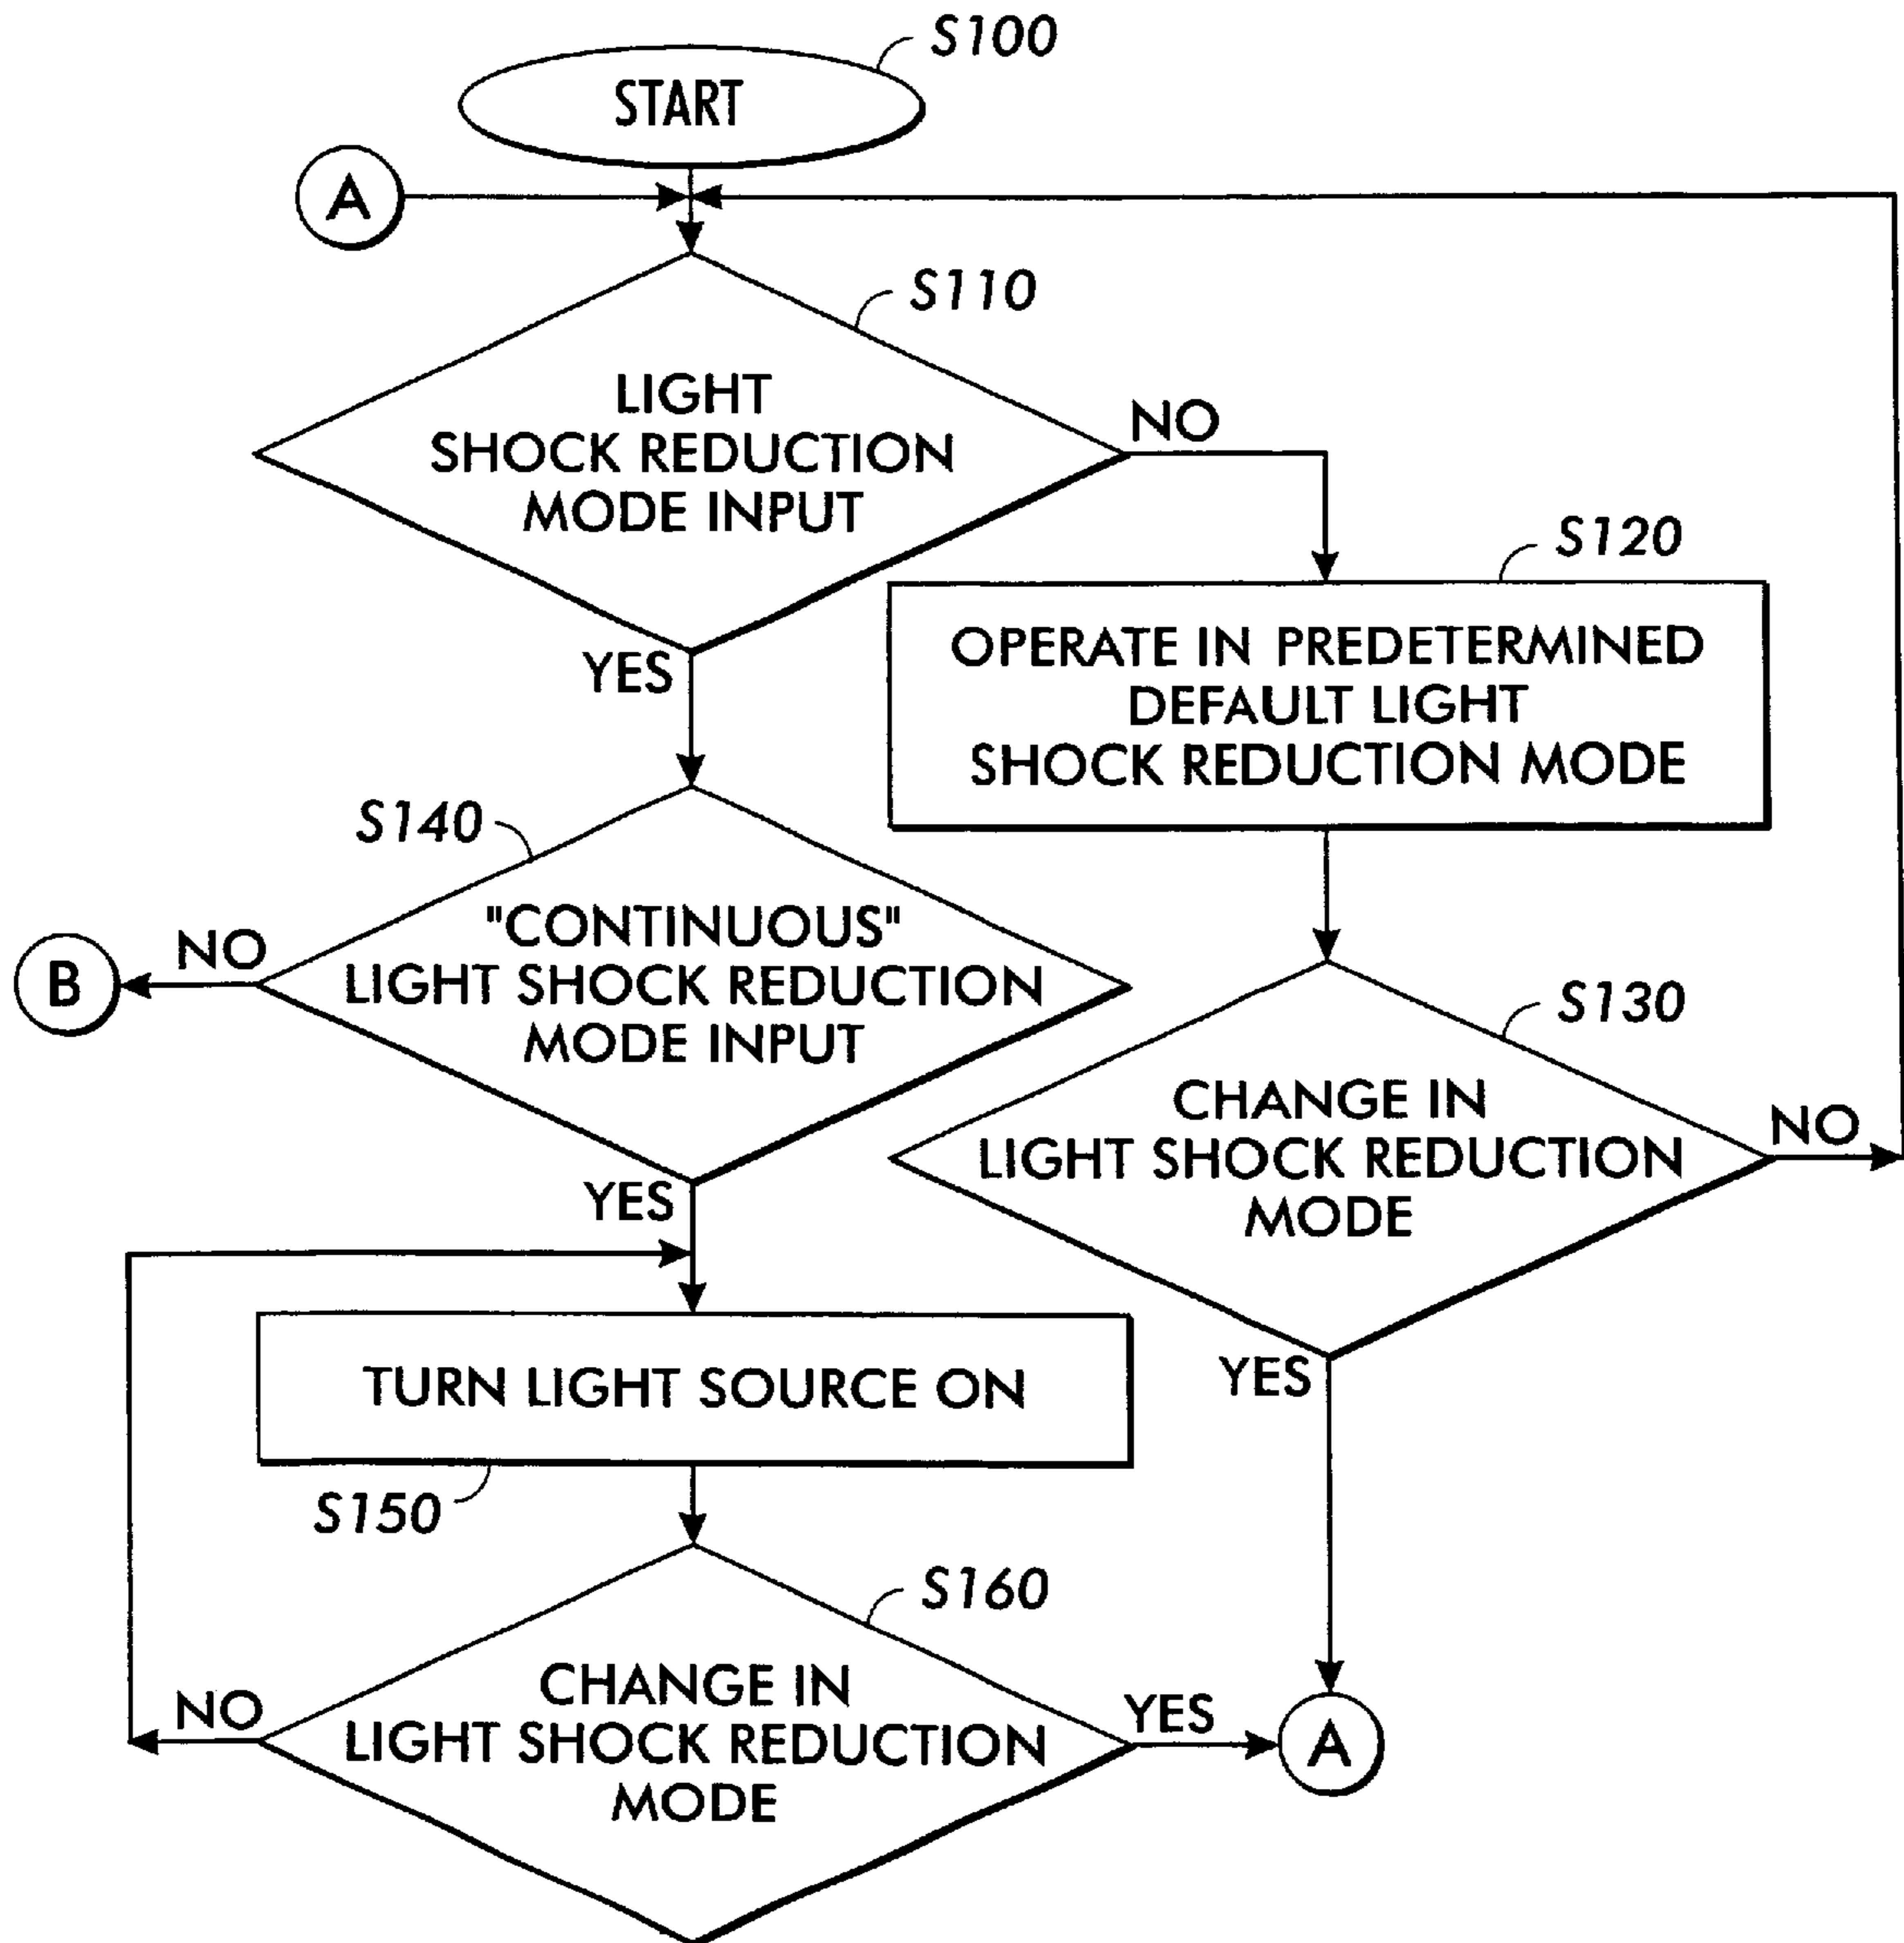 S100
START
A
S110
LIGHT
SHOCK REDUCTION
MODE INPUT
NO
YES
S120
OPERATE IN PREDETERMINED
DEFAULT LIGHT
SHOCK REDUCTION MODE
S140
"CONTINUOUS"
LIGHT SHOCK REDUCTION
MODE INPUT
NO
B
YES
S130
CHANGE IN
LIGHT SHOCK REDUCTION
MODE
NO
YES
TURN LIGHT SOURCE ON
S150
S160
CHANGE IN
LIGHT SHOCK REDUCTION
MODE
NO
YES
A